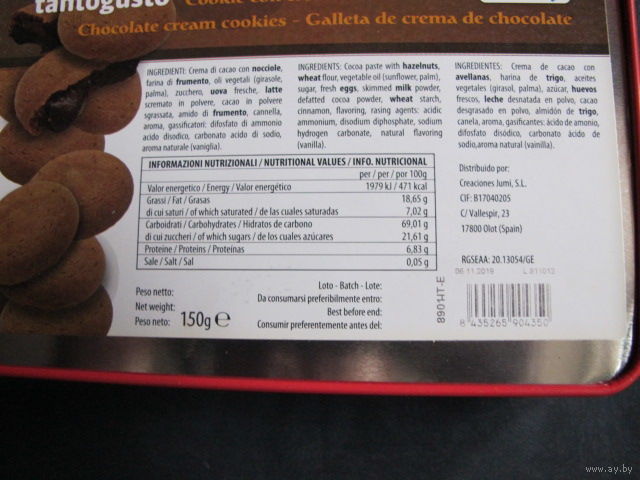 tantogusto
Chocolate cream cookies - Galleta de crema de chocolate
INGREDIENTI: Crema di cacao con nocciole,
farina di frumento, oli vegetali (girasole,
palma), zucchero, uova fresche, latte
scremato in polvere, cacao in polvere
sgrassata, amido di frumento, cannella,
aroma, gassificatori: difosfato di ammonio
acido disodico, carbonato acido di sodio,
aroma naturale (vaniglia).
INGREDIENTS: Cocoa paste with hazelnuts,
wheat flour, vegetable oil (sunflower, palm),
sugar, fresh eggs, skimmed milk powder,
defatted cocoa powder, wheat starch,
cinnamon, flavoring, rasing agents: acidic
ammonium, disodium diphosphate, sodium
hydrogen carbonate, natural flavoring
(vanilla).
INGREDIENTES: Crema de cacao con
avellanas, harina de trigo, aceites
vegetales (girasol, palma), azúcar, huevos
frescos, leche desnatada en polvo, cacao
desgrasado en polvo, almidón de trigo,
canela, aroma, gasificantes: ácido de amonio,
difosfato disódico, carbonato ácido de
sodio,aroma natural (vainilla).
INFORMAZIONI NUTRIZIONALI / NUTRITIONAL VALUES / INFO. NUTRICIONAL
per / per / por 100g
Valor energetico / Energy / Valor energético 1979 kJ / 471 kcal
Grassi / Fat / Grasas 18,65 g
di cui saturi / of which saturated / de las cuales saturadas 7,02 g
Carboidrati / Carbohydrates / Hidratos de carbono 69,01 g
di cui zuccheri / of which sugars / de los cuales azúcares 21,61 g
Proteine / Proteins / Proteínas 6,83 g
Sale / Salt / Sal 0,05 g
Distribuido por:
Creaciones Jumi, S.L.
CIF: B17040205
C/ Vallespir, 23
17800 Olot (Spain)
RGSEAA: 20.13054/GE
06 11 2019 L 311012
8 435265 904350
8901-IT-E
Peso netto:
Net weight:
Peso neto: 150g e
Loto - Batch - Lote:
Da consumarsi preferibilmente entro:
Best before end:
Consumir preferentemente antes del:
www.ay.by